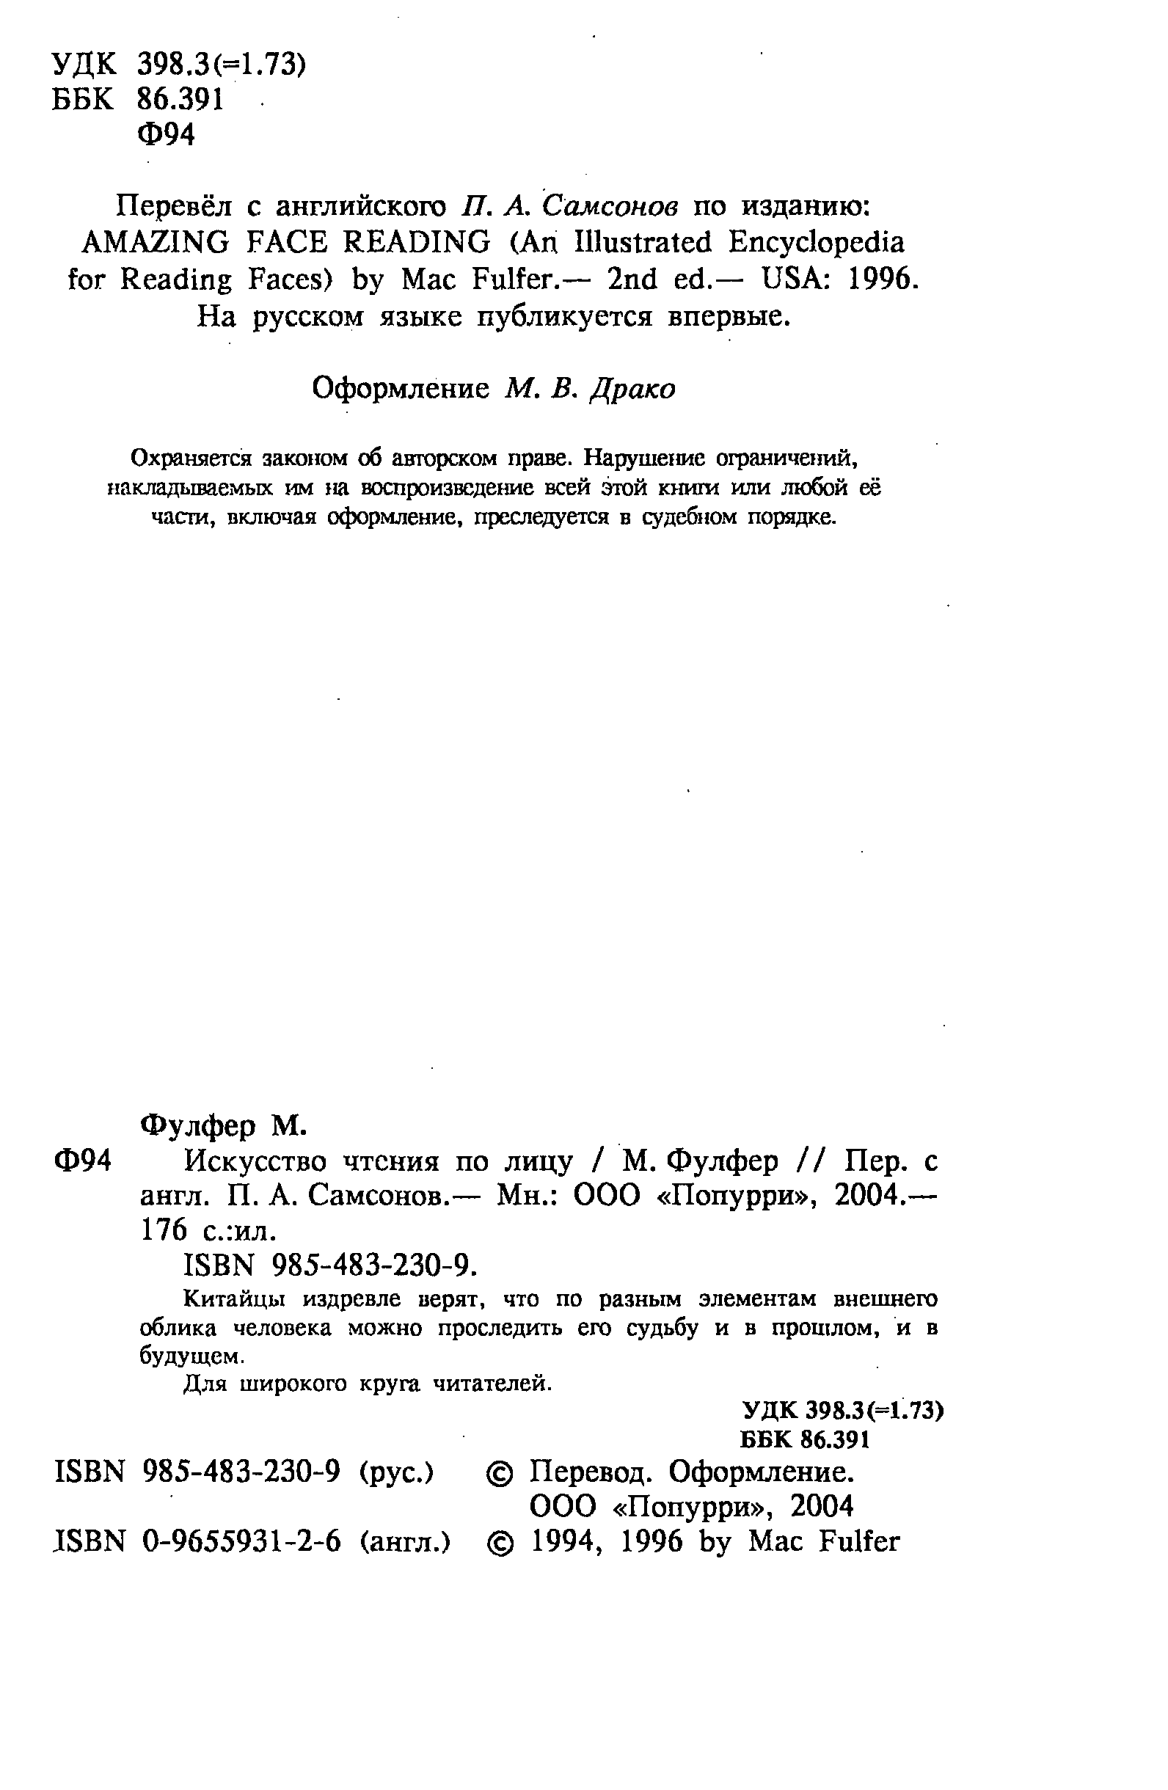 УДК 398.3(=1.73)
ББК 86.391
Ф94
Перевёл с английского П. А. Самсонов по изданию:
AMAZING FACE READING (An Illustrated Encyclopedia
for Reading Faces) by Mac Fulfer.— 2nd ed.— USA: 1996.
На русском языке публикуется впервые.
Оформление М. В. Драко
Охраняется законом об авторском праве. Нарушение ограничений,
накладываемых им на воспроизведение всей этой книги или любой её
части, включая оформление, преследуется в судебном порядке.
Фулфер М.
Ф94 Искусство чтения по лицу / М. Фулфер // Пер. с
англ. П. А. Самсонов.— Мн.: ООО «Попурри», 2004.—
176 с.:ил.
ISBN 985-483-230-9.
Китайцы издревле верят, что по разным элементам внешнего
облика человека можно проследить его судьбу и в прошлом, и в
будущем.
Для широкого круга читателей.
УДК 398.3(=1.73)
ББК 86.391
ISBN 985-483-230-9 (рус.) © Перевод. Оформление.
ООО «Попурри», 2004
ISBN 0-9655931-2-6 (англ.) © 1994, 1996 by Mac Fulfer